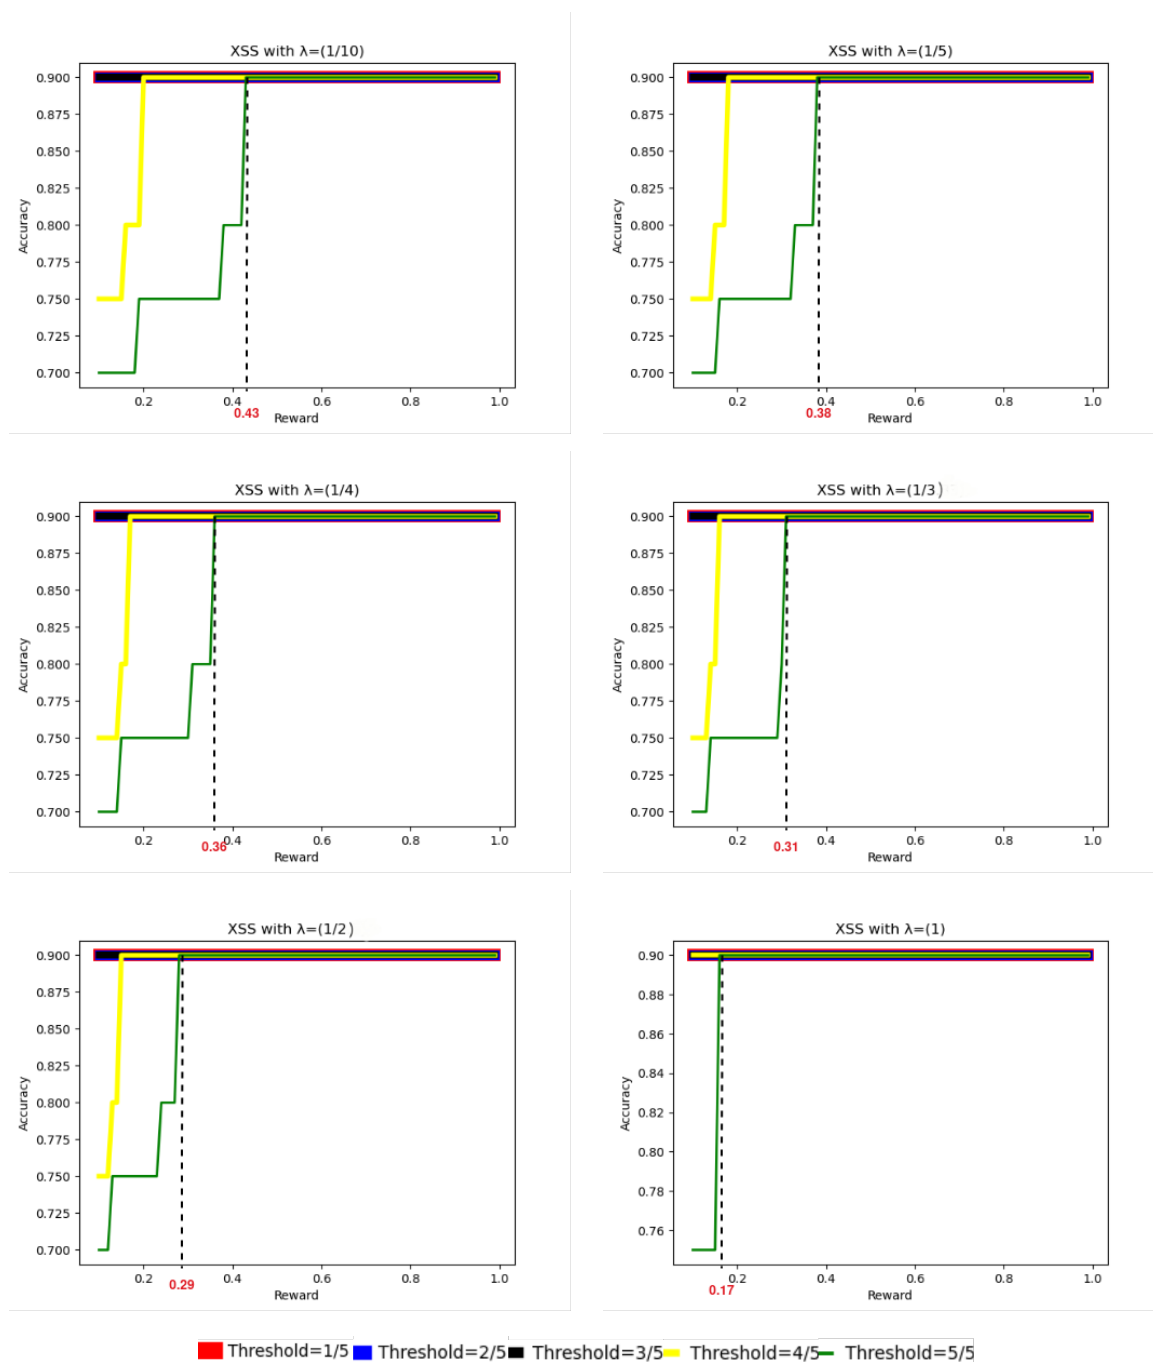 XSS with λ=(1/10)
0.900
0.875
0.850
0.825
0.800
0.775
0.750
0.725
0.700
Accuracy
0.2 0.4 0.6 0.8 1.0
0.43
Reward
XSS with λ=(1/5)
0.900
0.875
0.850
0.825
0.800
0.775
0.750
0.725
0.700
Accuracy
0.2 0.4 0.6 0.8 1.0
0.38
Reward
XSS with λ=(1/4)
0.900
0.875
0.850
0.825
0.800
0.775
0.750
0.725
0.700
Accuracy
0.2 0.4 0.6 0.8 1.0
0.36
Reward
XSS with λ=(1/3)
0.900
0.875
0.850
0.825
0.800
0.775
0.750
0.725
0.700
Accuracy
0.2 0.4 0.6 0.8 1.0
0.31
Reward
XSS with λ=(1/2)
0.900
0.875
0.850
0.825
0.800
0.775
0.750
0.725
0.700
Accuracy
0.2 0.4 0.6 0.8 1.0
0.29
Reward
XSS with λ=(1)
0.90
0.88
0.86
0.84
0.82
0.80
0.78
0.76
Accuracy
0.2 0.4 0.6 0.8 1.0
0.17
Reward
Threshold=1/5 Threshold=2/5 Threshold=3/5 Threshold=4/5 Threshold=5/5